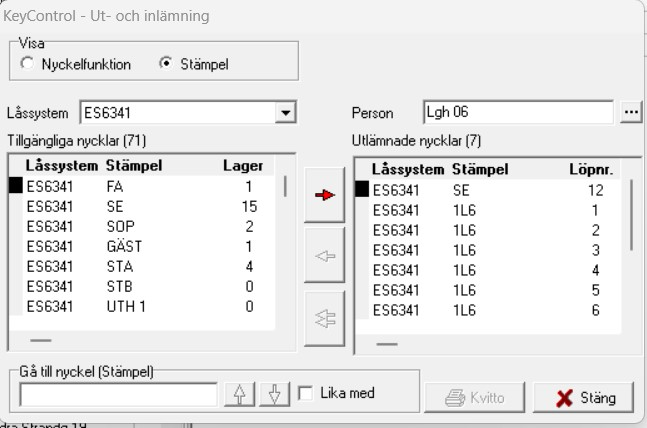 KeyControl - Ut- och inlämning
Visa
Nyckelfunktion Stämpel
Låssystem ES6341 Person Lgh 06 ...
Tillgängliga nycklar (71)
Låssystem Stämpel Lager
ES6341 FA 1
ES6341 SE 15
ES6341 SOP 2
ES6341 GÄST 1
ES6341 STA 4
ES6341 STB 0
ES6341 UTH 1 0
Utlämnade nycklar (7)
Låssystem Stämpel Löpnr.
ES6341 SE 12
ES6341 1L6 1
ES6341 1L6 2
ES6341 1L6 3
ES6341 1L6 4
ES6341 1L6 5
ES6341 1L6 6
Gå till nyckel (Stämpel)
Lika med
Kvitto
Stäng